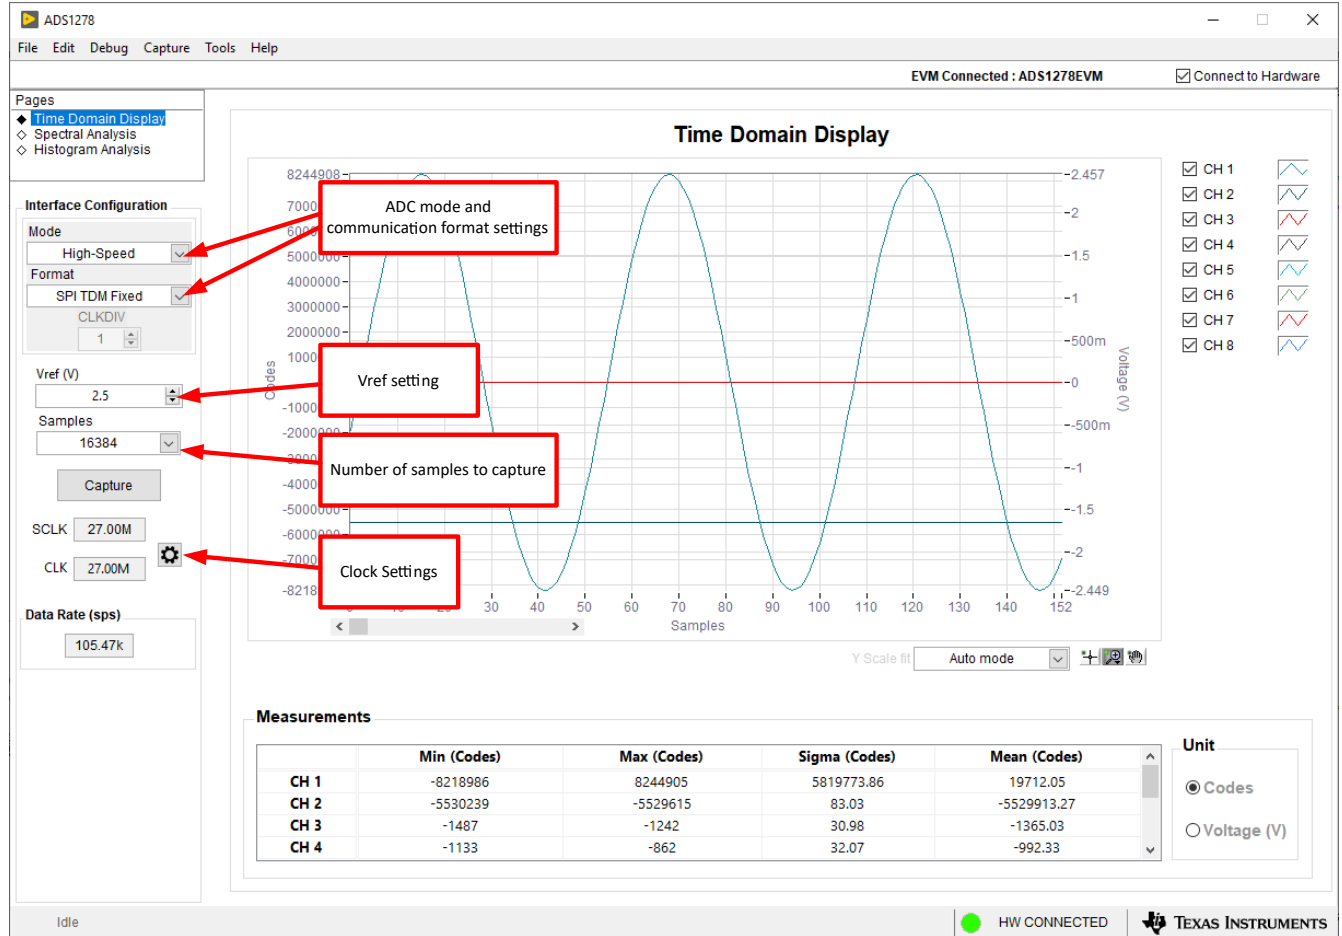 ADS1278
File Edit Debug Capture Tools Help
EVM Connected : ADS1278EVM
Connect to Hardware
Pages
Time Domain Display
Spectral Analysis
Histogram Analysis
Interface Configuration
Mode
High-Speed
Format
SPI TDM Fixed
CLKDIV
1
Vref (V)
2.5
Samples
16384
Capture
SCLK 27.00M
CLK 27.00M
Data Rate (sps)
105.47k
Time Domain Display
8244908
5000000
4000000
3000000
2000000
-2000000
-5000000
-6000000
Codes
ADC mode and
communication format settings
Vref setting
Number of samples to capture
Clock Settings
2.457
2
1.5
1
500m
0
-500m
-1
-1.5
-2
-2.449
Voltage (V)
30 40 50 60 70 80 90 100 110 120 130 140 152
Samples
CH 1
CH 2
CH 3
CH 4
CH 5
CH 6
CH 7
CH 8
Y Scale fit Auto mode
Measurements
Min (Codes) Max (Codes) Sigma (Codes) Mean (Codes)
CH 1 -8218986 8244905 5819773.86 19712.05
CH 2 -5530239 -5529615 83.03 -5529913.27
CH 3 -1487 -1242 30.98 -1365.03
CH 4 -1133 -862 32.07 -992.33
Unit
Codes
Voltage (V)
Idle
HW CONNECTED
TEXAS INSTRUMENTS